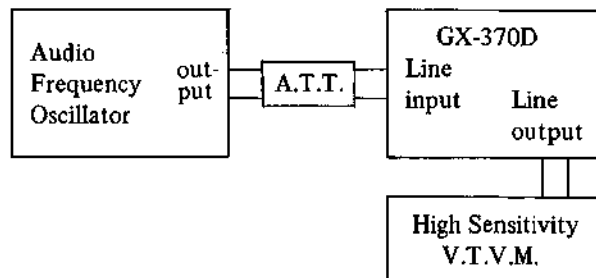 Audio
Frequency
Oscillator
out-
put
A.T.T.
GX-370D
Line
input
Line
output
High Sensitivity
V.T.V.M.